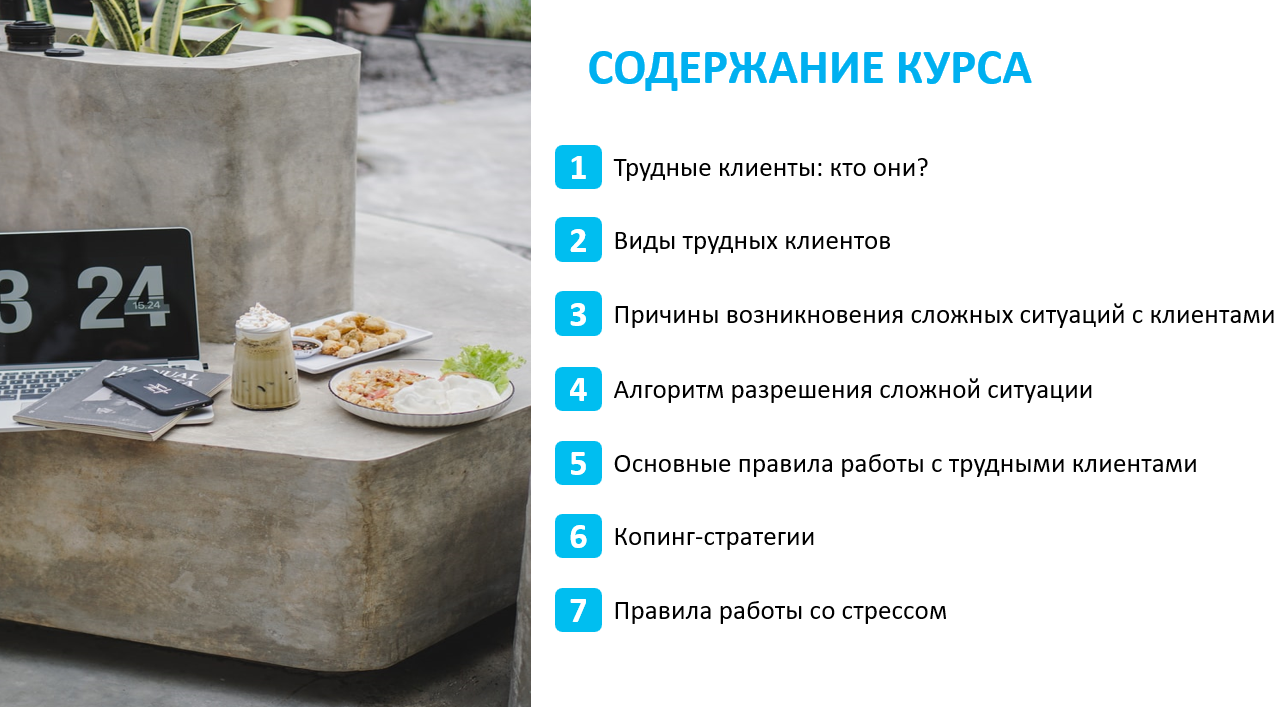 СОДЕРЖАНИЕ КУРСА
1 Трудные клиенты: кто они?
2 Виды трудных клиентов
3 Причины возникновения сложных ситуаций с клиентами
4 Алгоритм разрешения сложной ситуации
5 Основные правила работы с трудными клиентами
6 Копинг-стратегии
7 Правила работы со стрессом
3 24
15.24
MANUAL